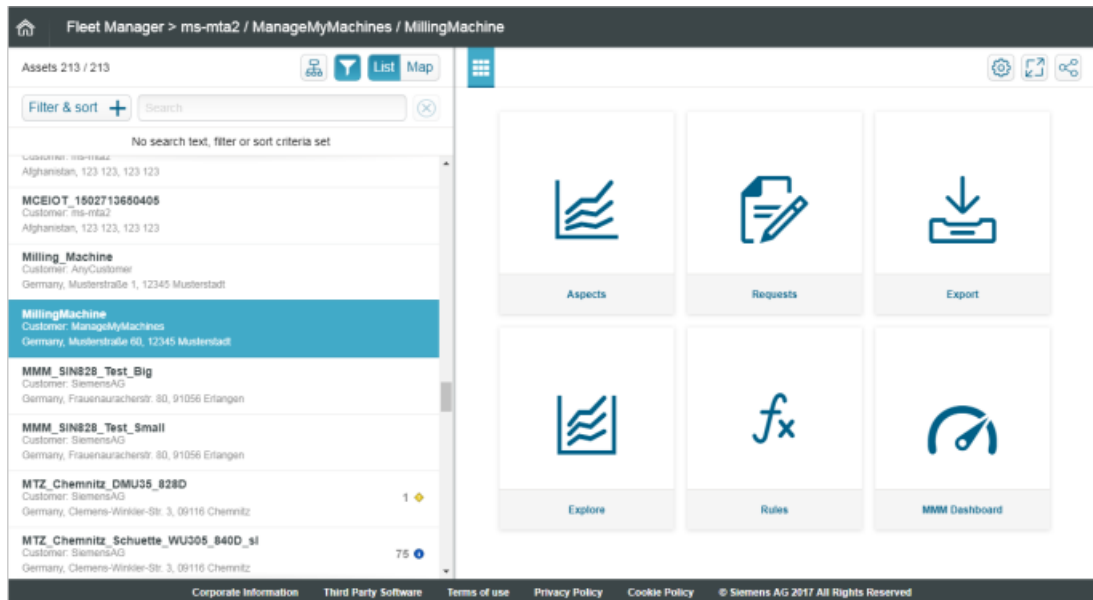 Fleet Manager > ms-mta2 / ManageMyMachines / MillingMachine
Assets 213 / 213
List
Map
Filter & sort
Search
No search text, filter or sort criteria set
Customer: ms-mta2
Afghanistan, 123 123, 123 123
MCEIOT_1502713650405
Customer: ms-mta2
Afghanistan, 123 123, 123 123
Milling_Machine
Customer: AnyCustomer
Germany, Musterstraße 1, 12345 Musterstadt
MillingMachine
Customer: ManageMyMachines
Germany, Musterstraße 60, 12345 Musterstadt
MMM_SIN828_Test_Big
Customer: SiemensAG
Germany, Frauenauracherstr. 80, 91056 Erlangen
MMM_SIN828_Test_Small
Customer: SiemensAG
Germany, Frauenauracherstr. 80, 91056 Erlangen
MTZ_Chemnitz_DMU35_828D
Customer: SiemensAG
1
Germany, Clemens-Winkler-Str. 3, 09116 Chemnitz
MTZ_Chemnitz_Schuette_WU305_840D_sl
Customer: SiemensAG
75
Germany, Clemens-Winkler-Str. 3, 09116 Chemnitz
Aspects
Requests
Export
fx
Explore
Rules
MMM Dashboard
Corporate Information Third Party Software Terms of use Privacy Policy Cookie Policy © Siemens AG 2017 All Rights Reserved